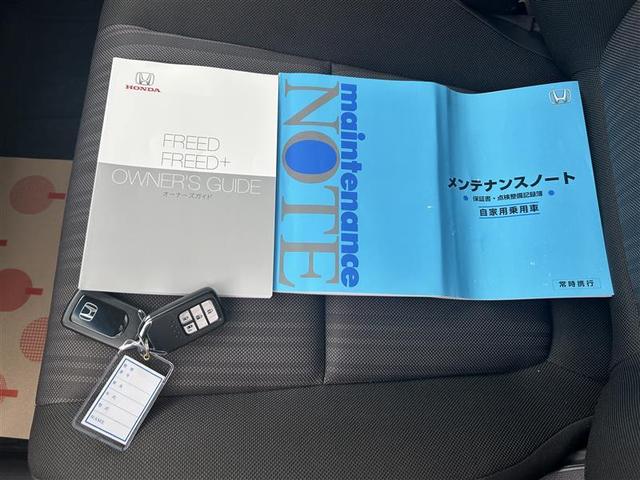 HONDA
FREED
FREED+
OWNER'S GUIDE
オーナーズガイド
maintenance
NOTE
メンテナンスノート
保証書・点検整備記録簿
自家用乗用車
常時携行
NAME